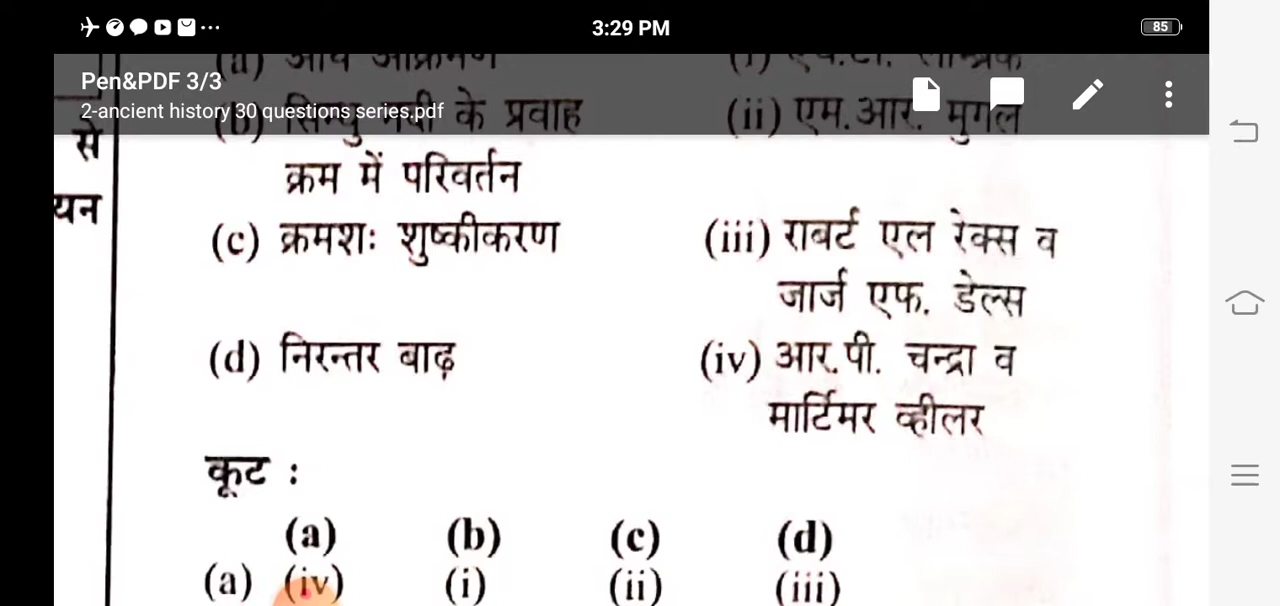 3:29 PM
85
Pen&PDF 3/3
2-ancient history 30 questions series.pdf
(b) सिन्धु नदी के प्रवाह (ii) एम.आर. मुगल
से
क्रम में परिवर्तन
यन
(c) क्रमशः शुष्कीकरण (iii) राबर्ट एल रेक्स व
जार्ज एफ. डेल्स
(d) निरन्तर बाढ़ (iv) आर.पी. चन्द्रा व
मार्टिमर व्हीलर
कूट :
(a) (b) (c) (d)
(a) (iv) (i) (ii) (iii)